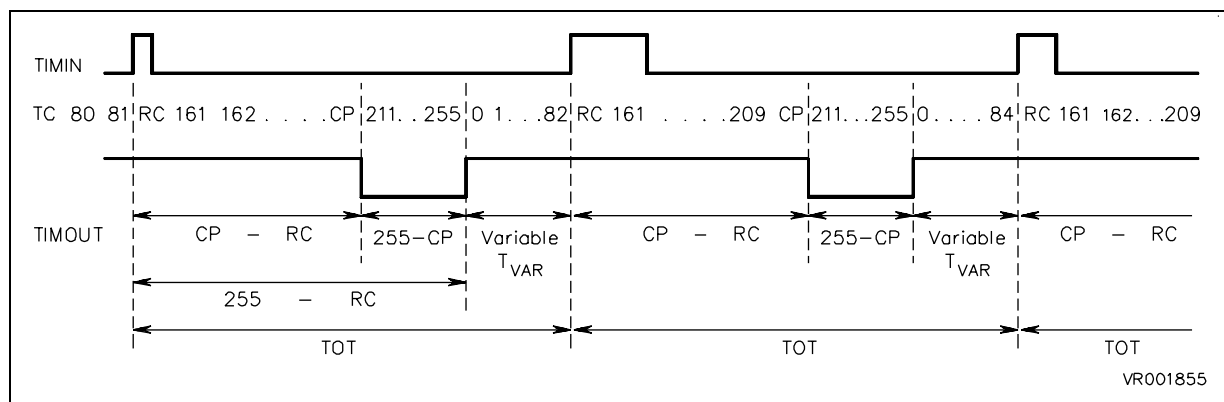 TIMIN
TC 80 81 RC 161 162 . . . . CP 211. . 255 0 1. . .82 RC 161 . . . . .209 CP 211. . .255 0. . . . 84 RC 161 162. . .209
TIMOUT
CP – RC 255-CP Variable TVAR CP – RC 255-CP Variable TVAR CP – RC
255 – RC
TOT TOT TOT
VR001855